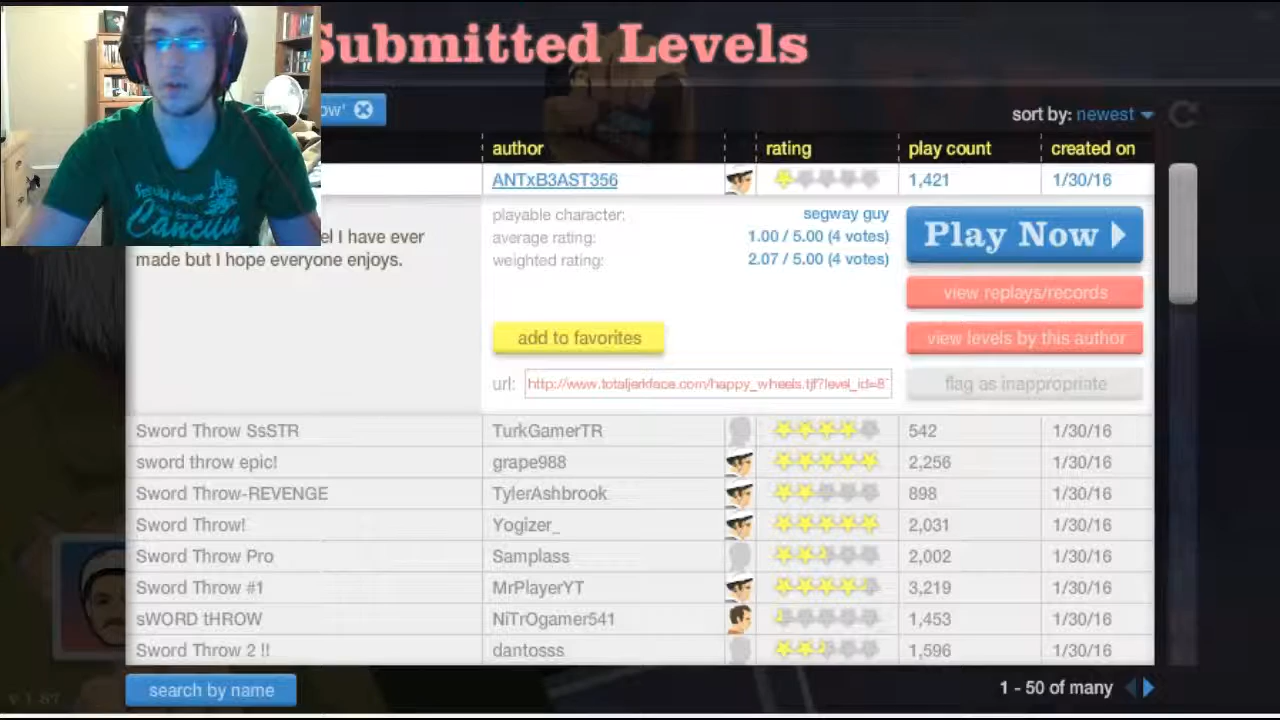 Submitted Levels
ow'
sort by: newest
author rating play count created on
ANTxB3AST356 1,421 1/30/16
el I have ever
made but I hope everyone enjoys.
playable character: segway guy
average rating: 1.00 / 5.00 (4 votes)
weighted rating: 2.07 / 5.00 (4 votes)
Play Now
view replays/records
add to favorites
view levels by this author
url: http://www.totaljerkface.com/happy_wheels.tjf?level_id=8
flag as inappropriate
Sword Throw SsSTR TurkGamerTR 542 1/30/16
sword throw epic! grape988 2,256 1/30/16
Sword Throw-REVENGE TylerAshbrook 898 1/30/16
Sword Throw! Yogizer_ 2,031 1/30/16
Sword Throw Pro Samplass 2,002 1/30/16
Sword Throw #1 MrPlayerYT 3,219 1/30/16
sWORD tHROW NiTrOgamer541 1,453 1/30/16
Sword Throw 2 !! dantosss 1,596 1/30/16
search by name
1 - 50 of many
v 1.87
Cancun